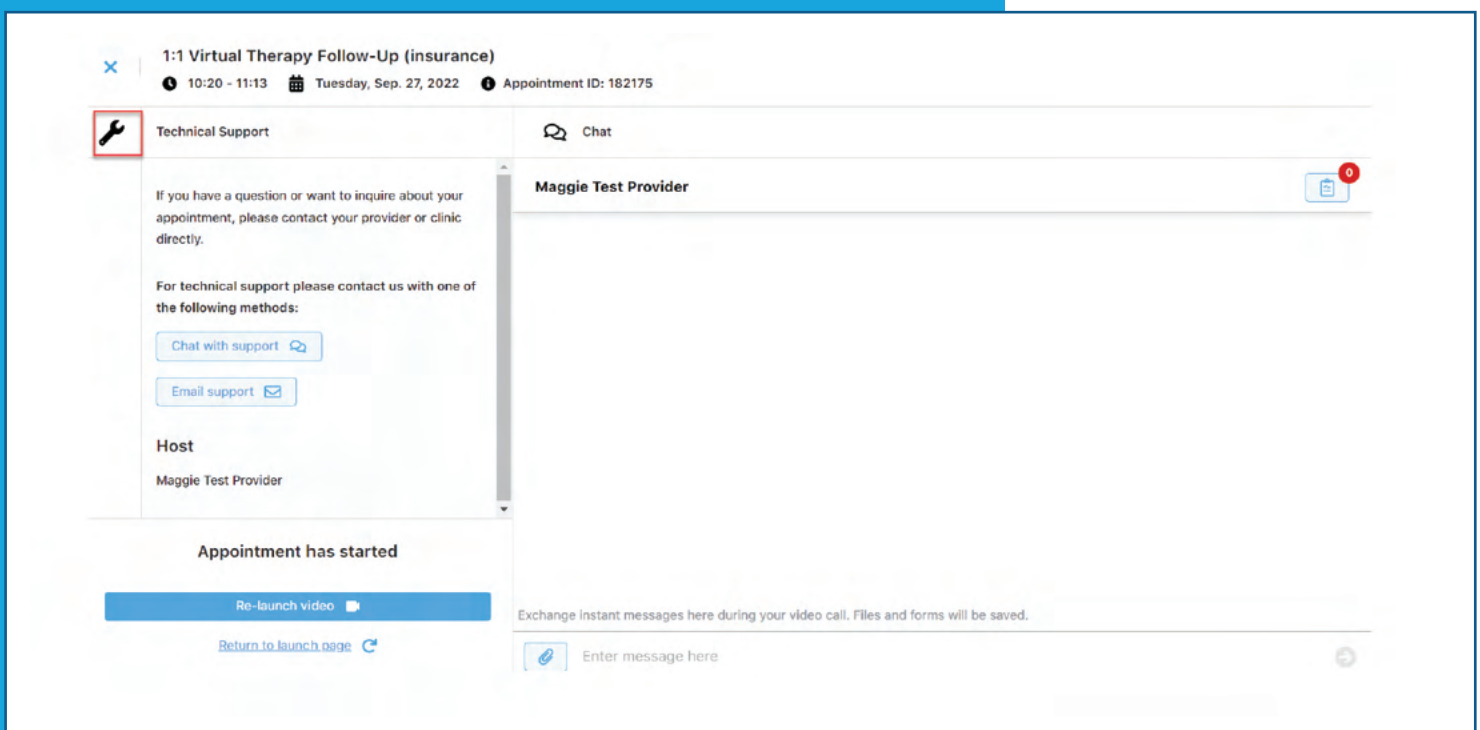 1:1 Virtual Therapy Follow-Up (insurance)
10:20 - 11:13 Tuesday, Sep. 27, 2022 Appointment ID: 182175
Technical Support
If you have a question or want to inquire about your
appointment, please contact your provider or clinic
directly.
For technical support please contact us with one of
the following methods:
Chat with support
Email support
Host
Maggie Test Provider
Appointment has started
Re-launch video
Return to launch page
Chat
Maggie Test Provider
0
Exchange instant messages here during your video call. Files and forms will be saved.
Enter message here